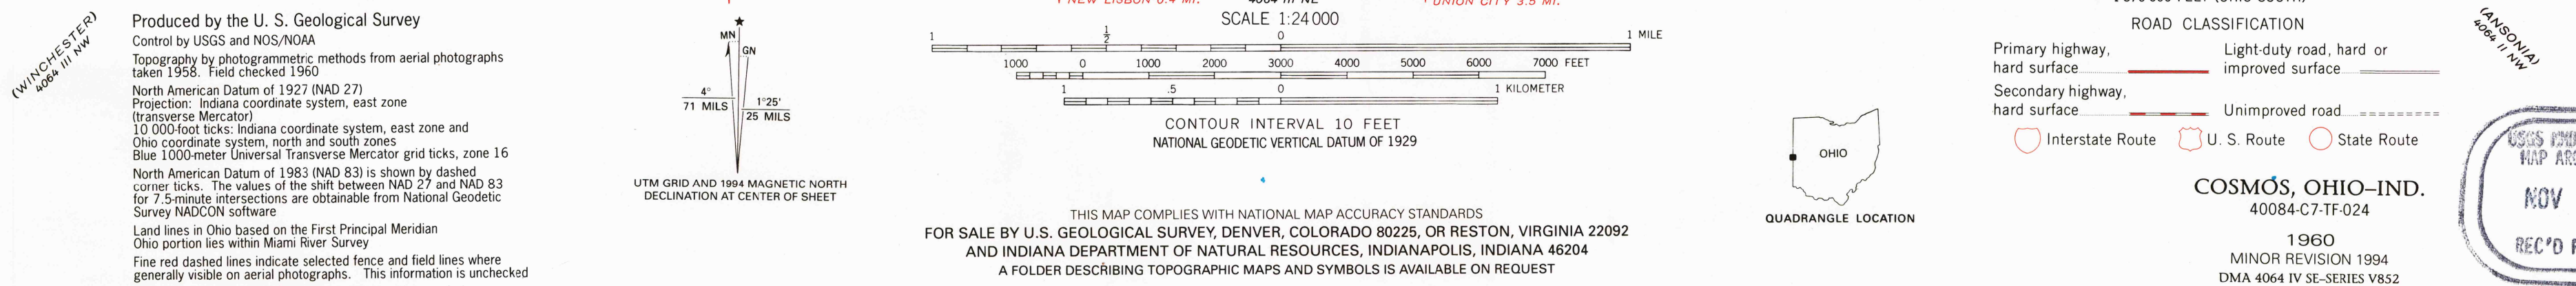 (WINCHESTER)
4064 III NW
Produced by the U. S. Geological Survey
Control by USGS and NOS/NOAA
Topography by photogrammetric methods from aerial photographs
taken 1958. Field checked 1960
North American Datum of 1927 (NAD 27)
Projection: Indiana coordinate system, east zone
(transverse Mercator)
10 000-foot ticks: Indiana coordinate system, east zone and
Ohio coordinate system, north and south zones
Blue 1000-meter Universal Transverse Mercator grid ticks, zone 16
North American Datum of 1983 (NAD 83) is shown by dashed
corner ticks. The values of the shift between NAD 27 and NAD 83
for 7.5-minute intersections are obtainable from National Geodetic
Survey NADCON software
Land lines in Ohio based on the First Principal Meridian
Ohio portion lies within Miami River Survey
Fine red dashed lines indicate selected fence and field lines where
generally visible on aerial photographs. This information is unchecked
MN
GN
4°
71 MILS
1°25'
25 MILS
UTM GRID AND 1994 MAGNETIC NORTH
DECLINATION AT CENTER OF SHEET
NEW LISBON 6.4 MI.
4064 III NE
UNION CITY 3.5 MI.
SCALE 1:24 000
1 ½ 0 1 MILE
1000 0 1000 2000 3000 4000 5000 6000 7000 FEET
1 .5 0 1 KILOMETER
CONTOUR INTERVAL 10 FEET
NATIONAL GEODETIC VERTICAL DATUM OF 1929
THIS MAP COMPLIES WITH NATIONAL MAP ACCURACY STANDARDS
FOR SALE BY U.S. GEOLOGICAL SURVEY, DENVER, COLORADO 80225, OR RESTON, VIRGINIA 22092
AND INDIANA DEPARTMENT OF NATURAL RESOURCES, INDIANAPOLIS, INDIANA 46204
A FOLDER DESCRIBING TOPOGRAPHIC MAPS AND SYMBOLS IS AVAILABLE ON REQUEST
OHIO
QUADRANGLE LOCATION
ROAD CLASSIFICATION
Primary highway,
hard surface
Light-duty road, hard or
improved surface
Secondary highway,
hard surface
Unimproved road
Interstate Route
U. S. Route
State Route
COSMOS, OHIO–IND.
40084-C7-TF-024
1960
MINOR REVISION 1994
DMA 4064 IV SE–SERIES V852
(ANSONIA)
4064 II NW
USGS
MAP
NOV
REC'D